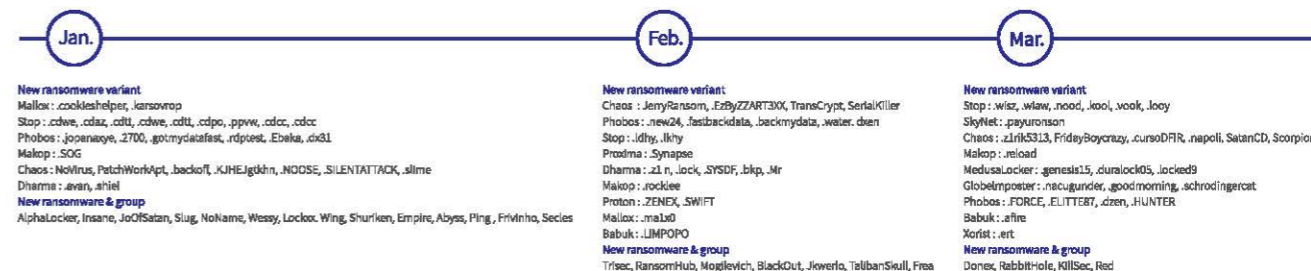 Jan.
New ransomware variant
Mallox : .cookieshelper, .karsovrop
Stop : .cdwe, .cdaz, .cdtt, .cdwe, .cdtt, .cdpo, .ppvw, .cdcc, .cdcc
Phobos : .jopanaxye, .2700, .gotmydatafast, .rdptest, .Ebaka, .dx31
Makop : .SOG
Chaos : NoVirus, PatchWorkApt, .backoff, .KJHEJgtkhn, .NOOSE, .SILENTATTACK, .slime
Dharma : .avan, .shiel
New ransomware & group
AlphaLocker, Insane, JoOfSatan, Slug, NoName, Wessy, Lockxx. Wing, Shuriken, Empire, Abyss, Ping , Frivinho, Secles
Feb.
New ransomware variant
Chaos : JerryRansom, .EzByZZART3XX, TransCrypt, SerialKiller
Phobos : .new24, .fastbackdata, .backmydata, .water. dxen
Stop : .ldhy, .lkhy
Proxima : .Synapse
Dharma : .z1 n, .lock, .SYSDF, .bkp, .Mr
Makop : .rocklee
Proton : .ZENEX, .SWIFT
Mallox : .ma1x0
Babuk : .LIMPOPO
New ransomware & group
Trisec, RansomHub, Mogilevich, BlackOut, Jkwerlo, TalibanSkull, Frea
Mar.
New ransomware variant
Stop : .wisz, .wiaw, .nood, .kool, .vook, .looy
SkyNet : .payuronson
Chaos : .z1rik5313, FridayBoycrazy, .cursoDFIR, .napoli, SatanCD, Scorpion
Makop : .reload
MedusaLocker : .genesis15, .duralock05, .locked9
GlobeImposter : .nacugunder, .goodmorning, .schrodingercat
Phobos : .FORCE, .ELITTE87, .dzen, .HUNTER
Babuk : .afire
Xorist : .ert
New ransomware & group
Donex, RabbitHole, KillSec, Red